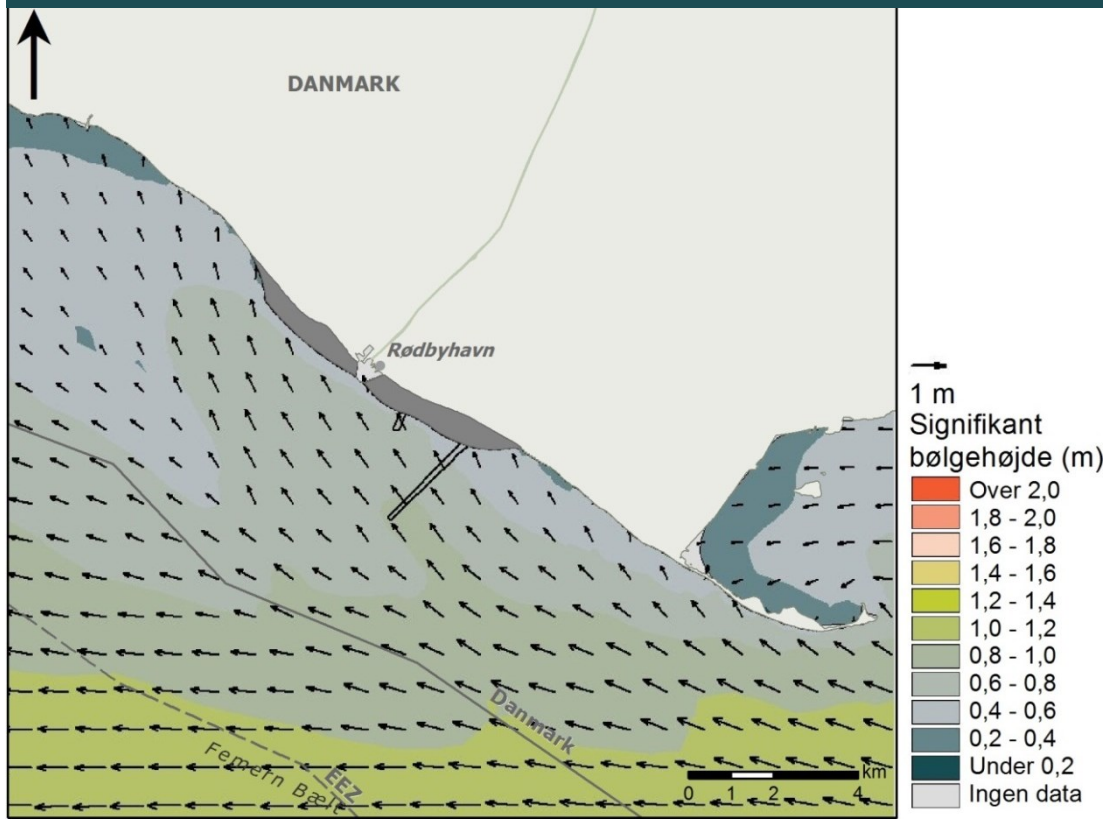 DANMARK
Rødbyhavn
Danmark
EEZ
Femern Bælt
km
0 1 2 4
1 m
Signifikant
bølgehøjde (m)
Over 2,0
1,8 - 2,0
1,6 - 1,8
1,4 - 1,6
1,2 - 1,4
1,0 - 1,2
0,8 - 1,0
0,6 - 0,8
0,4 - 0,6
0,2 - 0,4
Under 0,2
Ingen data